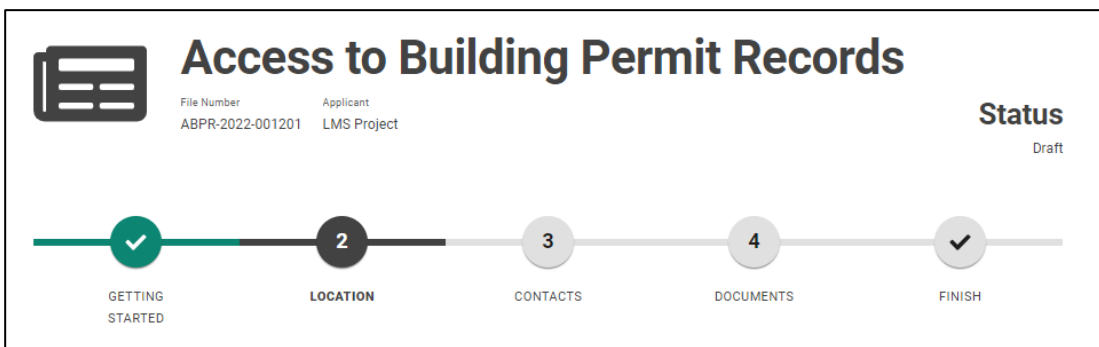 Access to Building Permit Records
File Number Applicant
ABPR-2022-001201 LMS Project
Status
Draft
2 3 4
GETTING LOCATION CONTACTS DOCUMENTS FINISH
STARTED